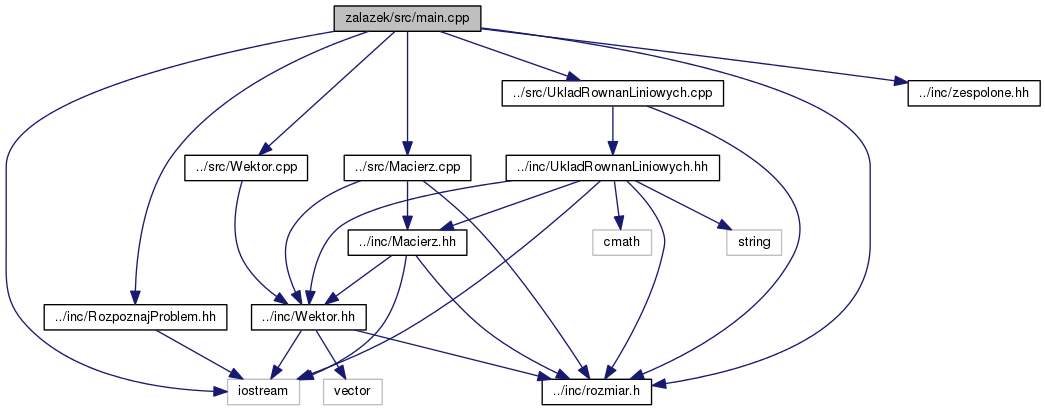 zalazek/src/main.cpp
../src/UkladRownanLiniowych.cpp
../inc/zespolone.hh
../src/Wektor.cpp
../src/Macierz.cpp
../inc/UkladRownanLiniowych.hh
../inc/Macierz.hh
cmath
string
../inc/RozpoznajProblem.hh
../inc/Wektor.hh
iostream
vector
../inc/rozmiar.h